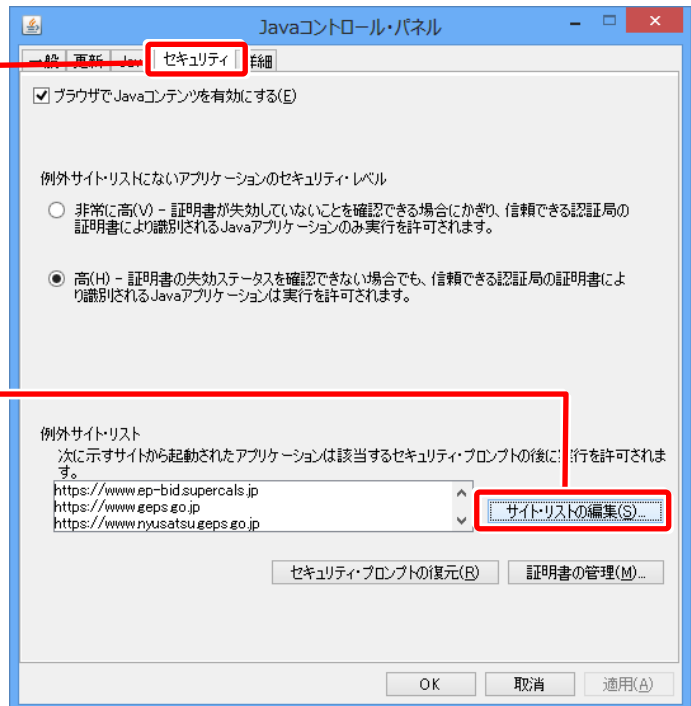 Javaコントロール・パネル
一般 更新 Java セキュリティ 詳細
ブラウザでJavaコンテンツを有効にする(E)
例外サイト・リストにないアプリケーションのセキュリティ・レベル
非常に高(V) - 証明書が失効していないことを確認できる場合にかぎり、信頼できる認証局の
証明書により識別されるJavaアプリケーションのみ実行を許可されます。
高(H) - 証明書の失効ステータスを確認できない場合でも、信頼できる認証局の証明書によ
り識別されるJavaアプリケーションは実行を許可されます。
例外サイト・リスト
次に示すサイトから起動されたアプリケーションは該当するセキュリティ・プロンプトの後に実行を許可されま
す。
https://www.ep-bid.supercals.jp
https://www.geps.go.jp
https://www.nyusatsu.geps.go.jp
サイト・リストの編集(S)...
セキュリティ・プロンプトの復元(R) 証明書の管理(M)...
OK 取消 適用(A)